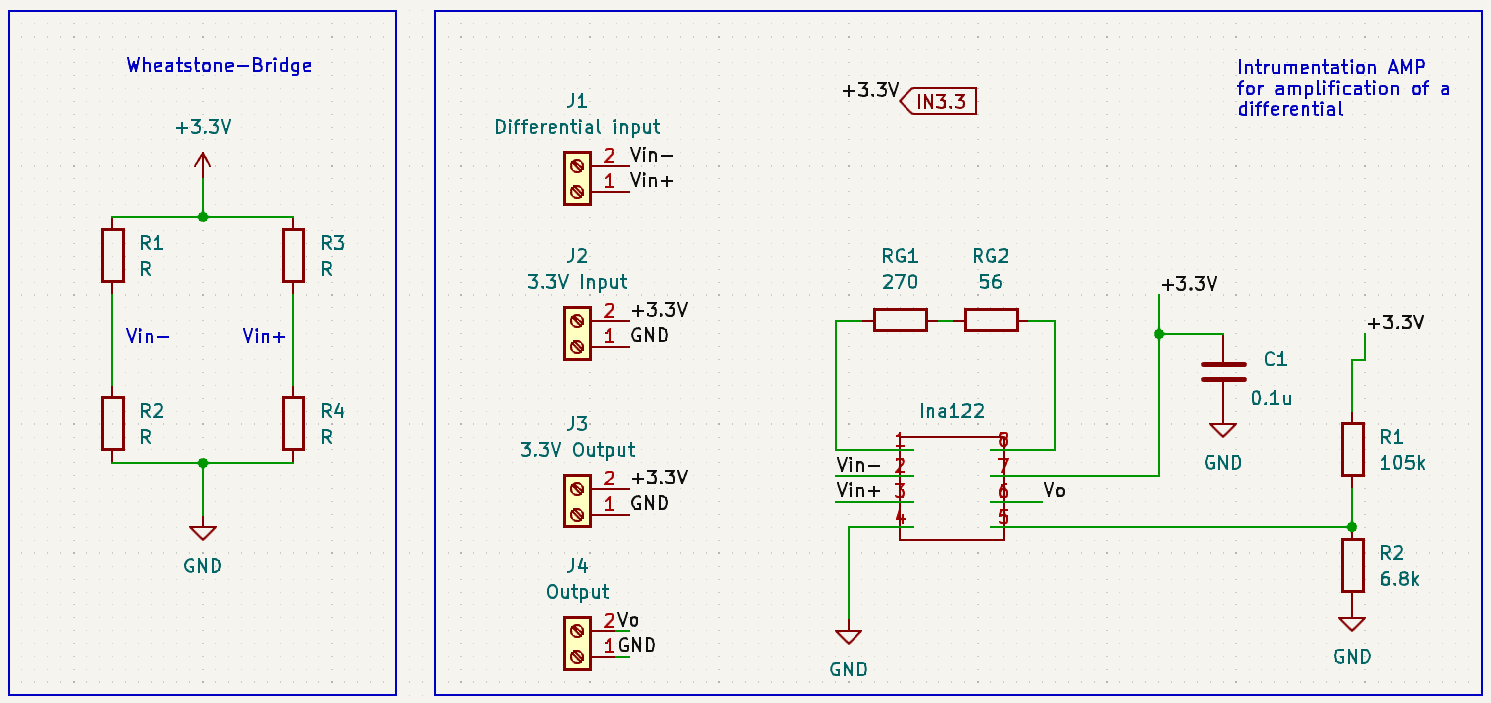 Wheatstone-Bridge
+3.3V
R1
R
R3
R
Vin-
Vin+
R2
R
R4
R
GND
Intrumentation AMP
for amplification of a
differential
+3.3V
IN3.3
J1
Differential input
2
Vin-
1
Vin+
J2
3.3V Input
2
+3.3V
1
GND
J3
3.3V Output
2
+3.3V
1
GND
J4
Output
2
Vo
1
GND
RG1
270
RG2
56
Ina122
1
8
Vin-
2
7
Vin+
3
6
Vo
4
5
GND
+3.3V
C1
0.1u
GND
+3.3V
R1
105k
R2
6.8k
GND